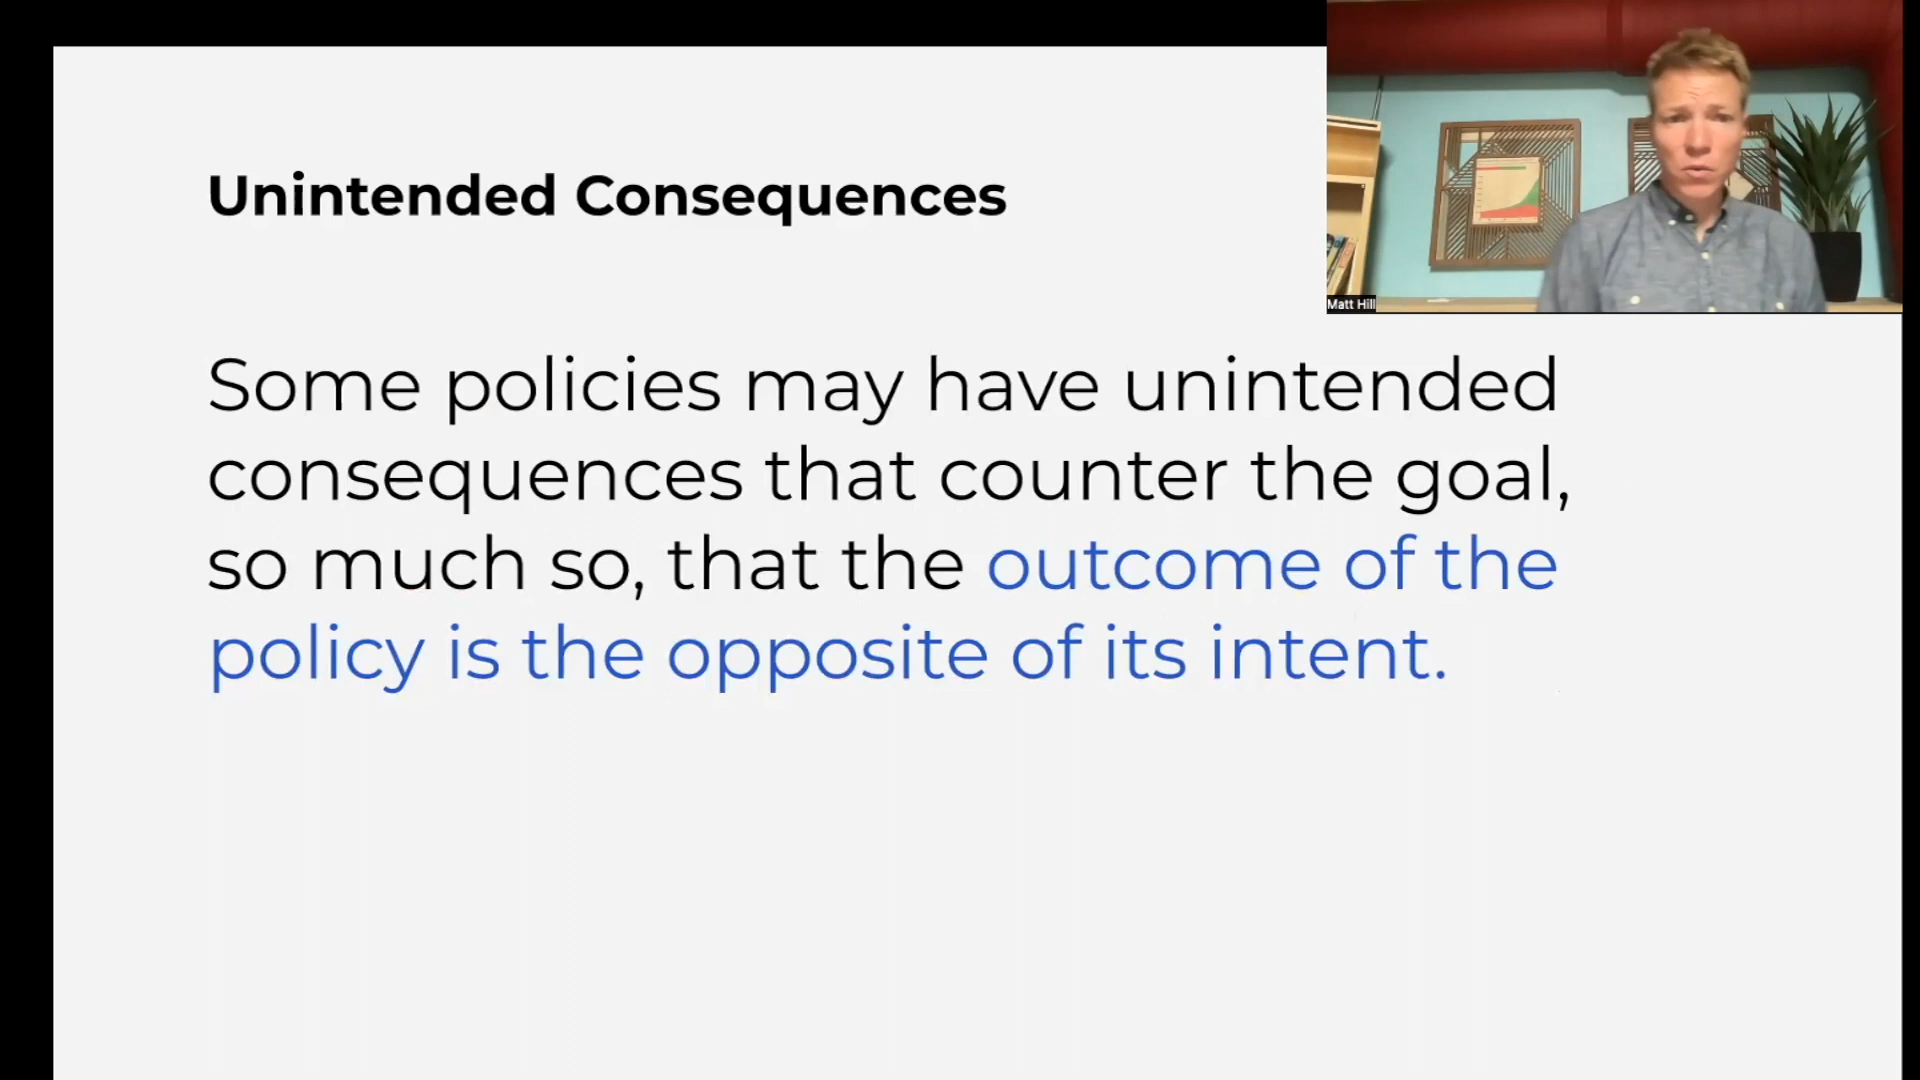 Unintended Consequences
Some policies may have unintended
consequences that counter the goal,
so much so, that the outcome of the
policy is the opposite of its intent.
Matt Hill